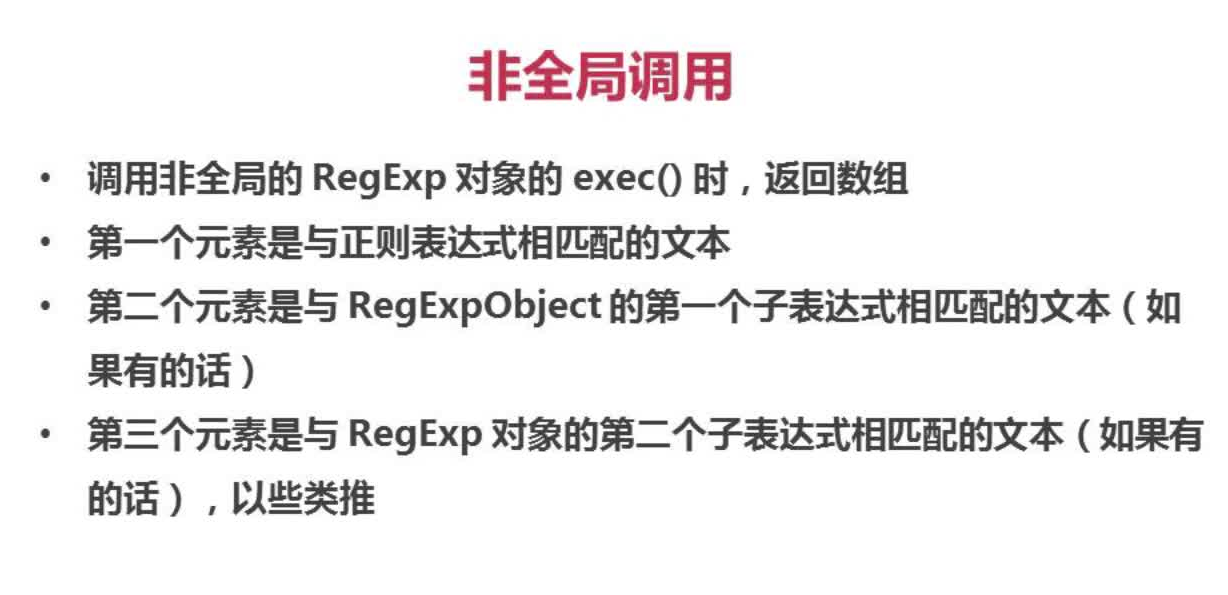 非全局调用
• 调用非全局的 RegExp 对象的 exec() 时，返回数组
• 第一个元素是与正则表达式相匹配的文本
• 第二个元素是与 RegExpObject 的第一个子表达式相匹配的文本（如
果有的话）
• 第三个元素是与 RegExp 对象的第二个子表达式相匹配的文本（如果有
的话），以些类推